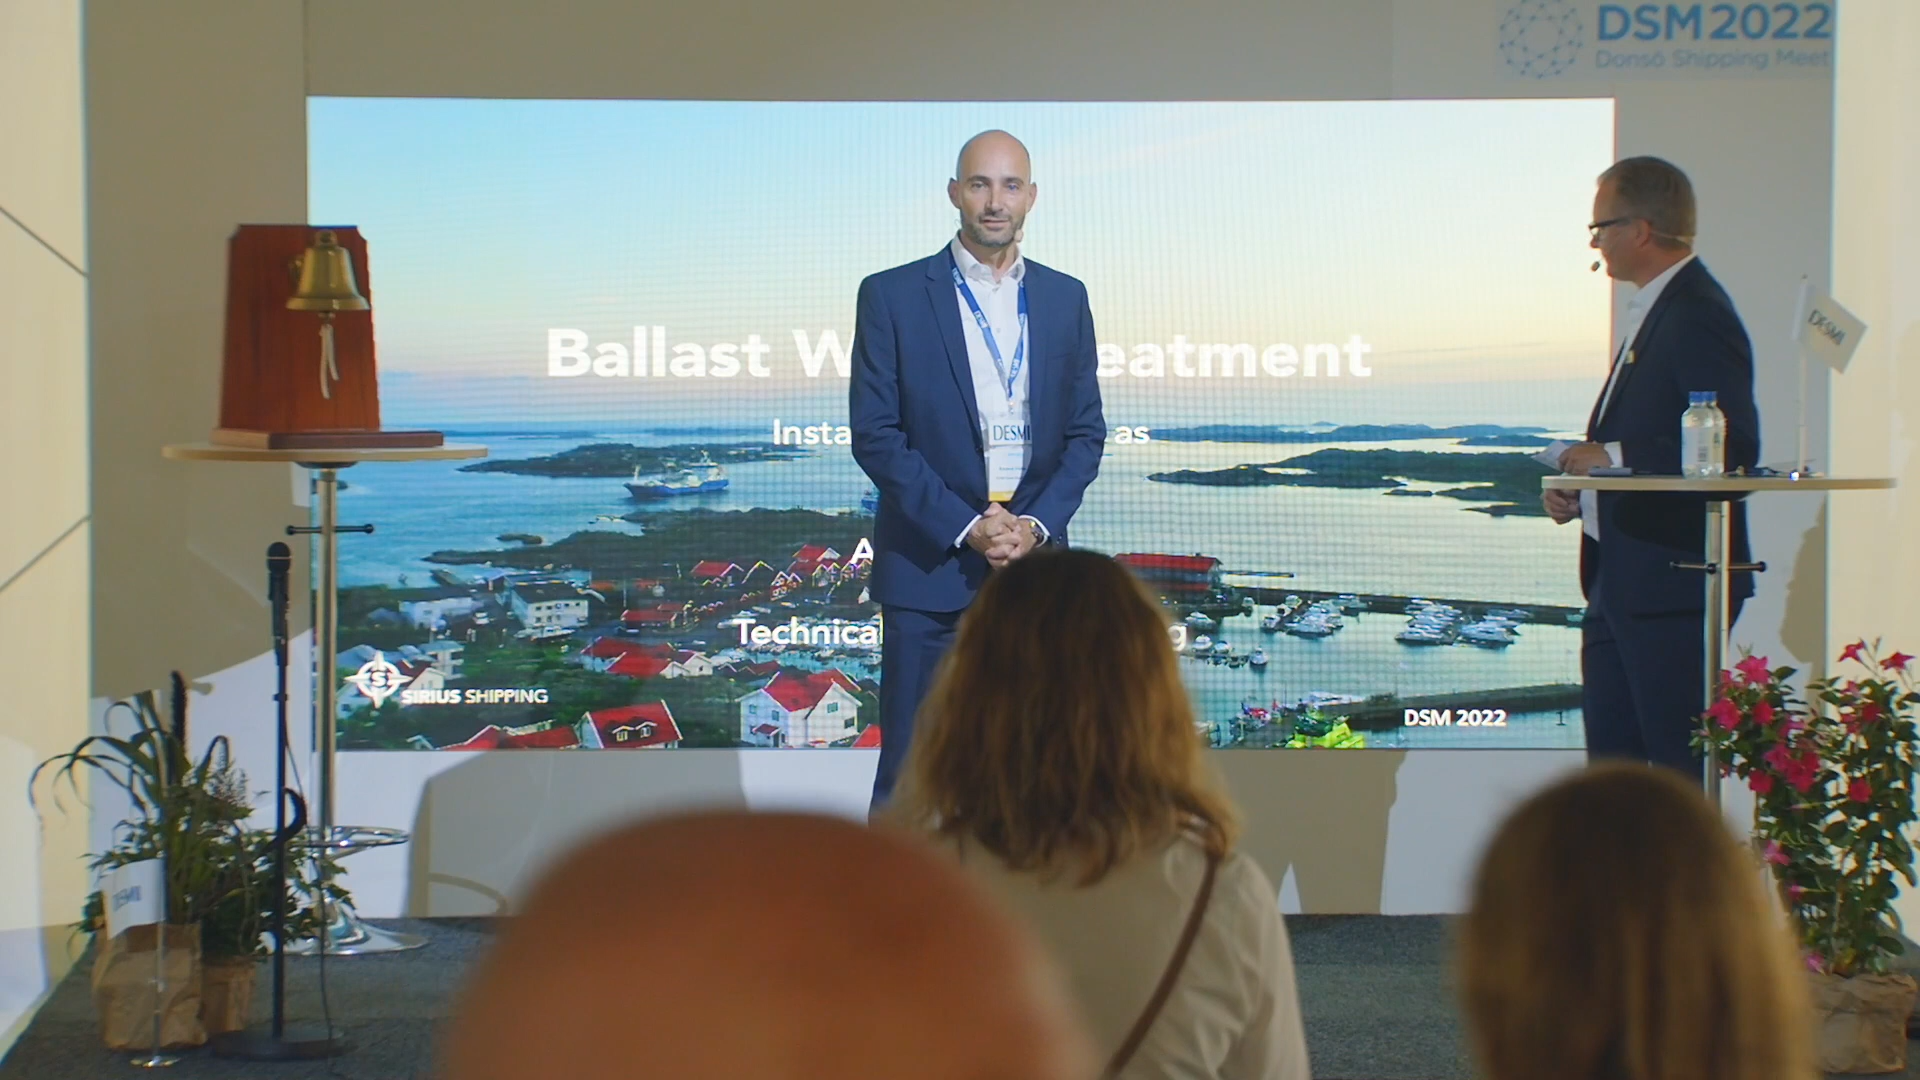 DSM2022
Donsö Shipping Meet
Ballast W eatment
Insta as
DESMI
DESMI
A
Technica g
SIRIUS SHIPPING
DSM 2022
DESMI